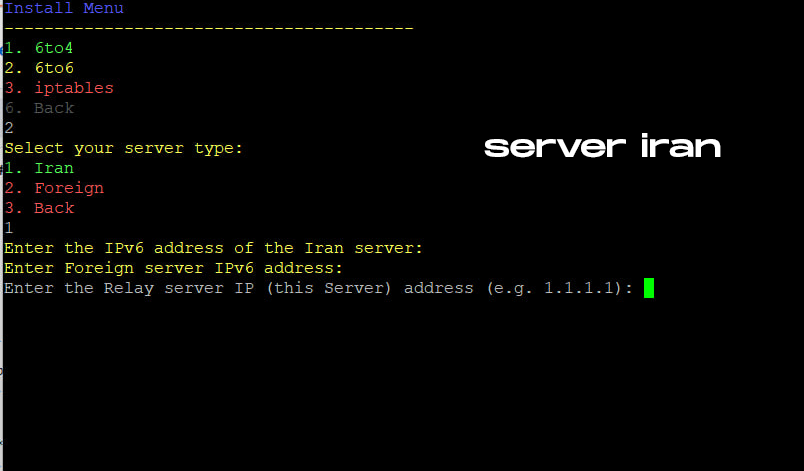 Install Menu
-----------------------------------------
1. 6to4
2. 6to6
3. iptables
6. Back
2
Select your server type:
server iran
1. Iran
2. Foreign
3. Back
1
Enter the IPv6 address of the Iran server:
Enter Foreign server IPv6 address:
Enter the Relay server IP (this Server) address (e.g. 1.1.1.1):